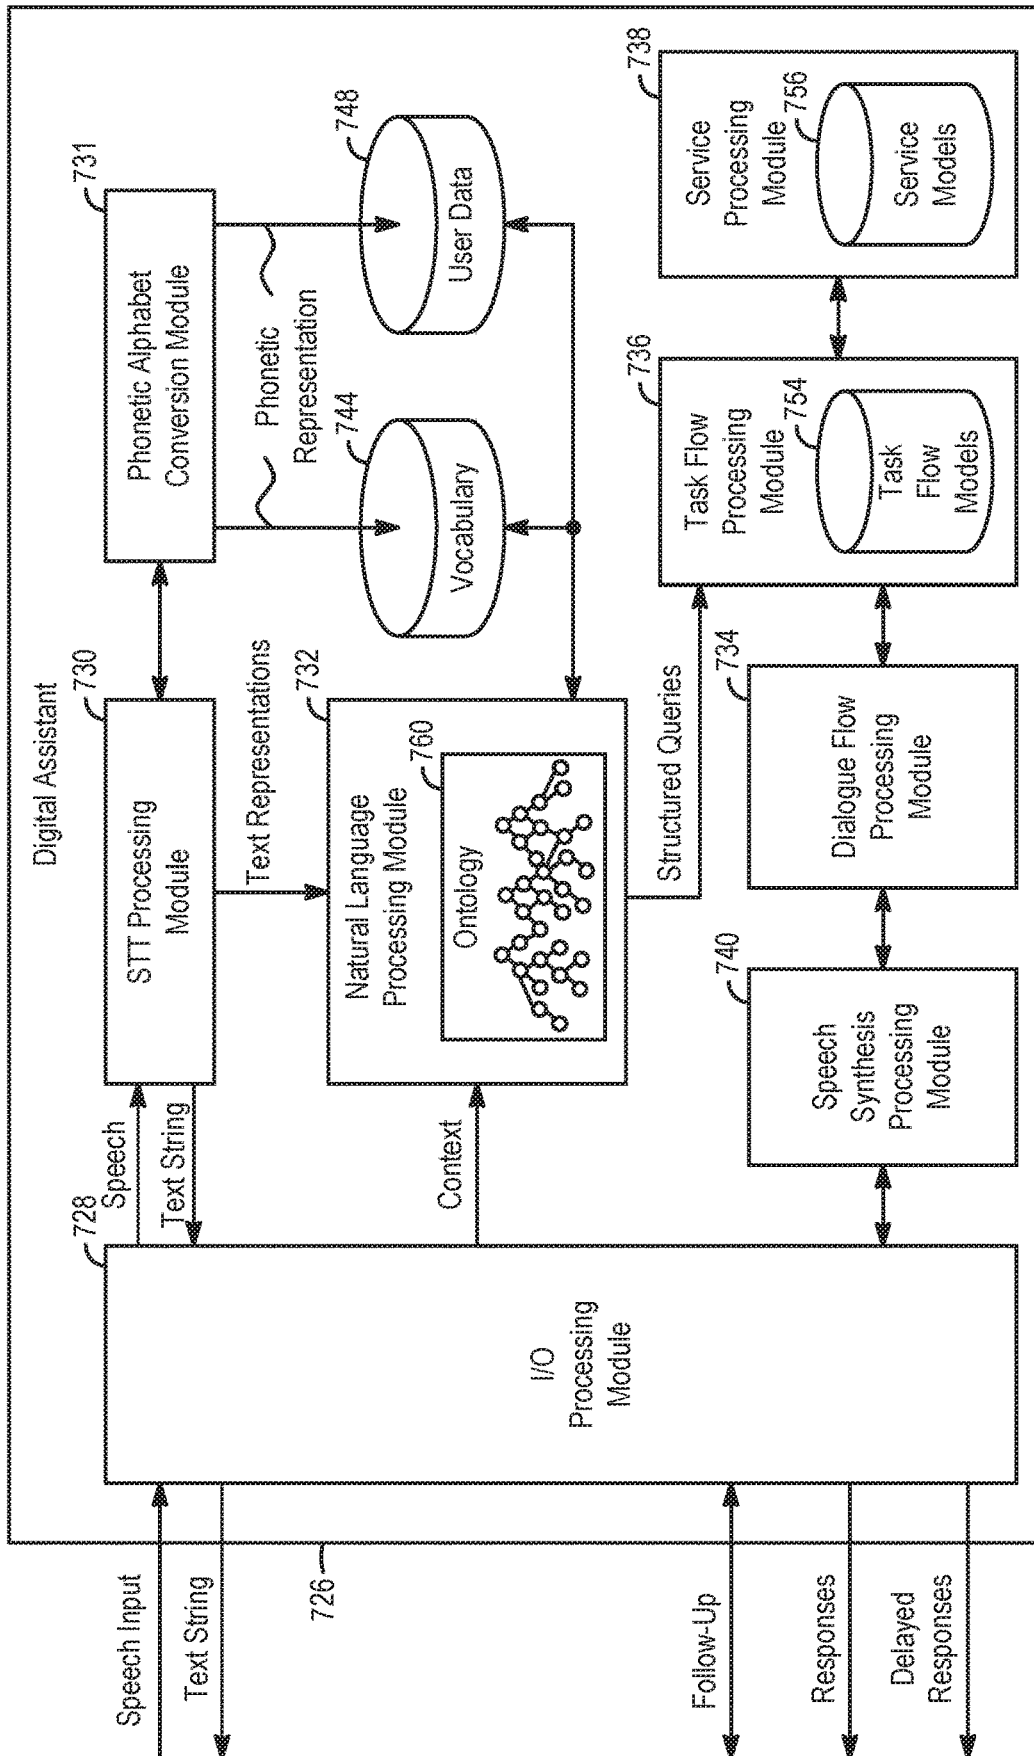 Digital Assistant
Speech Input
Text String
726
728
I/O
Processing
Module
Speech
Text String
730
STT Processing
Module
731
Phonetic Alphabet
Conversion Module
Text Representations
Phonetic
Representation
744
Vocabulary
748
User Data
Context
732
Natural Language
Processing Module
760
Ontology
Structured Queries
Follow-Up
Responses
Delayed
Responses
740
Speech
Synthesis
Processing
Module
734
Dialogue Flow
Processing
Module
736
Task Flow
Processing
Module
754
Task
Flow
Models
738
Service
Processing
Module
756
Service
Models